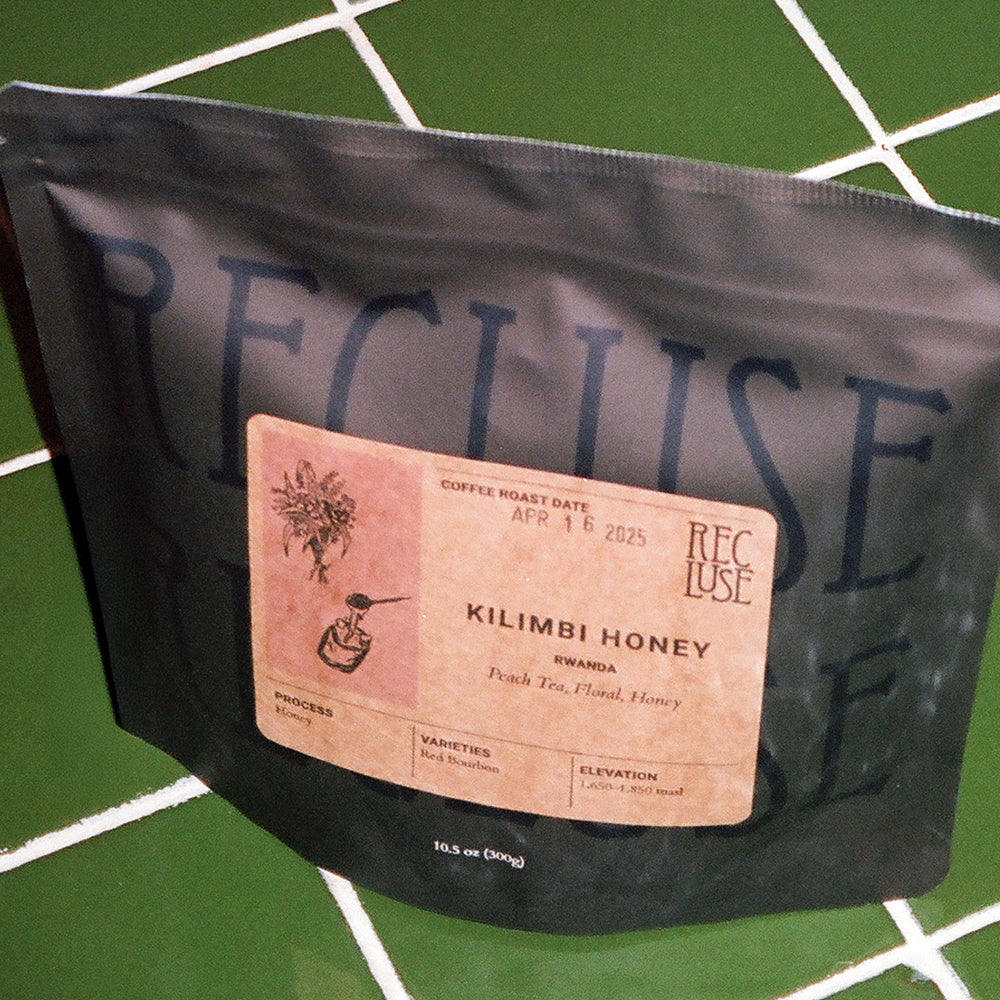 RECLUSE
COFFEE ROAST DATE
APR 16 2025
REC
LUSE
KILIMBI HONEY
RWANDA
Peach Tea, Floral, Honey
PROCESS
Honey
VARIETIES
Red Bourbon
ELEVATION
1,650-1,850 masl
RECLUSE
10.5 oz (300g)